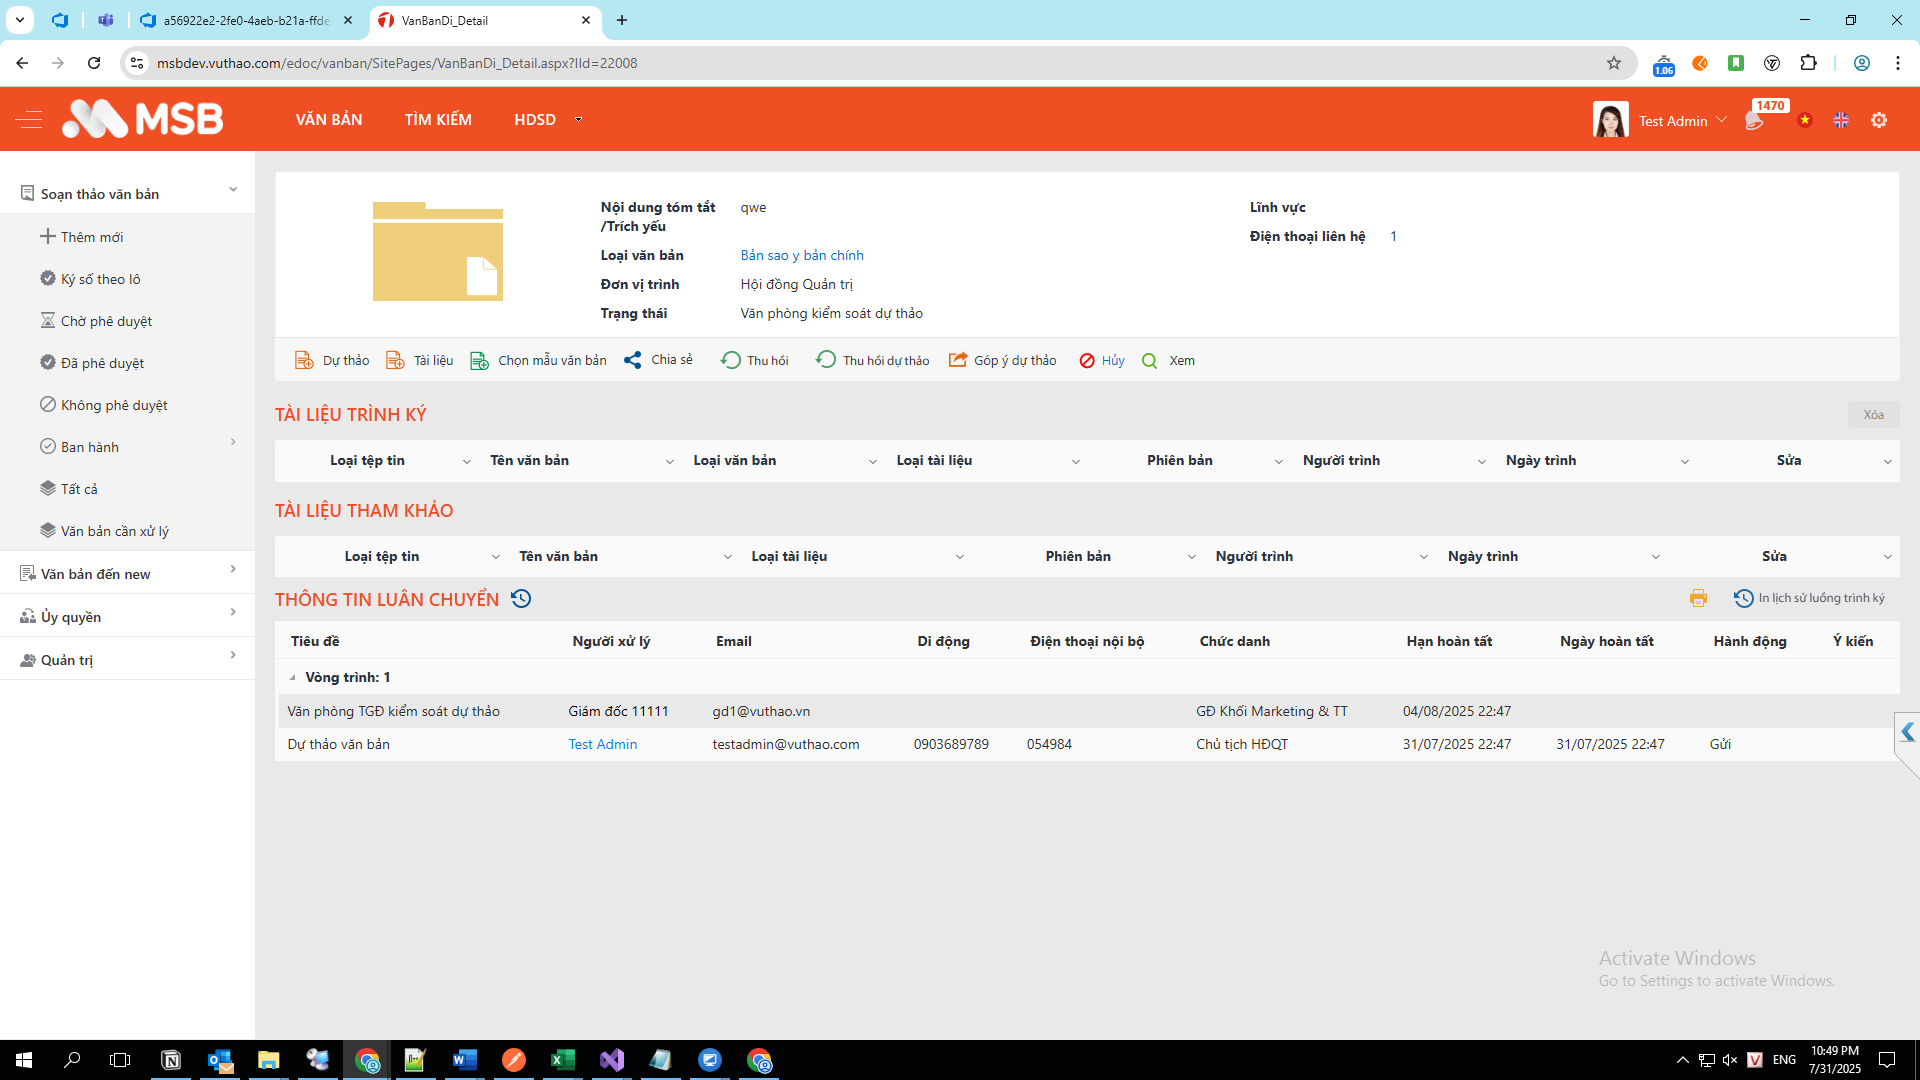 a56922e2-2fe0-4aeb-b21a-ffde
VanBanDi_Detail
msbdev.vuthao.com/edoc/vanban/SitePages/VanBanDi_Detail.aspx?IId=22008
1.06
MSB
VĂN BẢN
TÌM KIẾM
HDSD
Test Admin
1470
Soạn thảo văn bản
Thêm mới
Ký số theo lô
Chờ phê duyệt
Đã phê duyệt
Không phê duyệt
Ban hành
Tất cả
Văn bản cần xử lý
Văn bản đến new
Ủy quyền
Quản trị
Nội dung tóm tắt /Trích yếu qwe
Loại văn bản Bản sao y bản chính
Đơn vị trình Hội đồng Quản trị
Trạng thái Văn phòng kiểm soát dự thảo
Lĩnh vực
Điện thoại liên hệ 1
Dự thảo Tài liệu Chọn mẫu văn bản Chia sẻ Thu hồi Thu hồi dự thảo Góp ý dự thảo Hủy Xem
TÀI LIỆU TRÌNH KÝ
Xóa
Loại tệp tin Tên văn bản Loại văn bản Loại tài liệu Phiên bản Người trình Ngày trình Sửa
TÀI LIỆU THAM KHẢO
Loại tệp tin Tên văn bản Loại tài liệu Phiên bản Người trình Ngày trình Sửa
THÔNG TIN LUÂN CHUYỂN
In lịch sử luồng trình ký
Tiêu đề Người xử lý Email Di động Điện thoại nội bộ Chức danh Hạn hoàn tất Ngày hoàn tất Hành động Ý kiến
Vòng trình: 1
Văn phòng TGĐ kiểm soát dự thảo Giám đốc 11111 gd1@vuthao.vn GĐ Khối Marketing & TT 04/08/2025 22:47
Dự thảo văn bản Test Admin testadmin@vuthao.com 0903689789 054984 Chủ tịch HĐQT 31/07/2025 22:47 31/07/2025 22:47 Gửi
Activate Windows
Go to Settings to activate Windows.
ENG
10:49 PM
7/31/2025